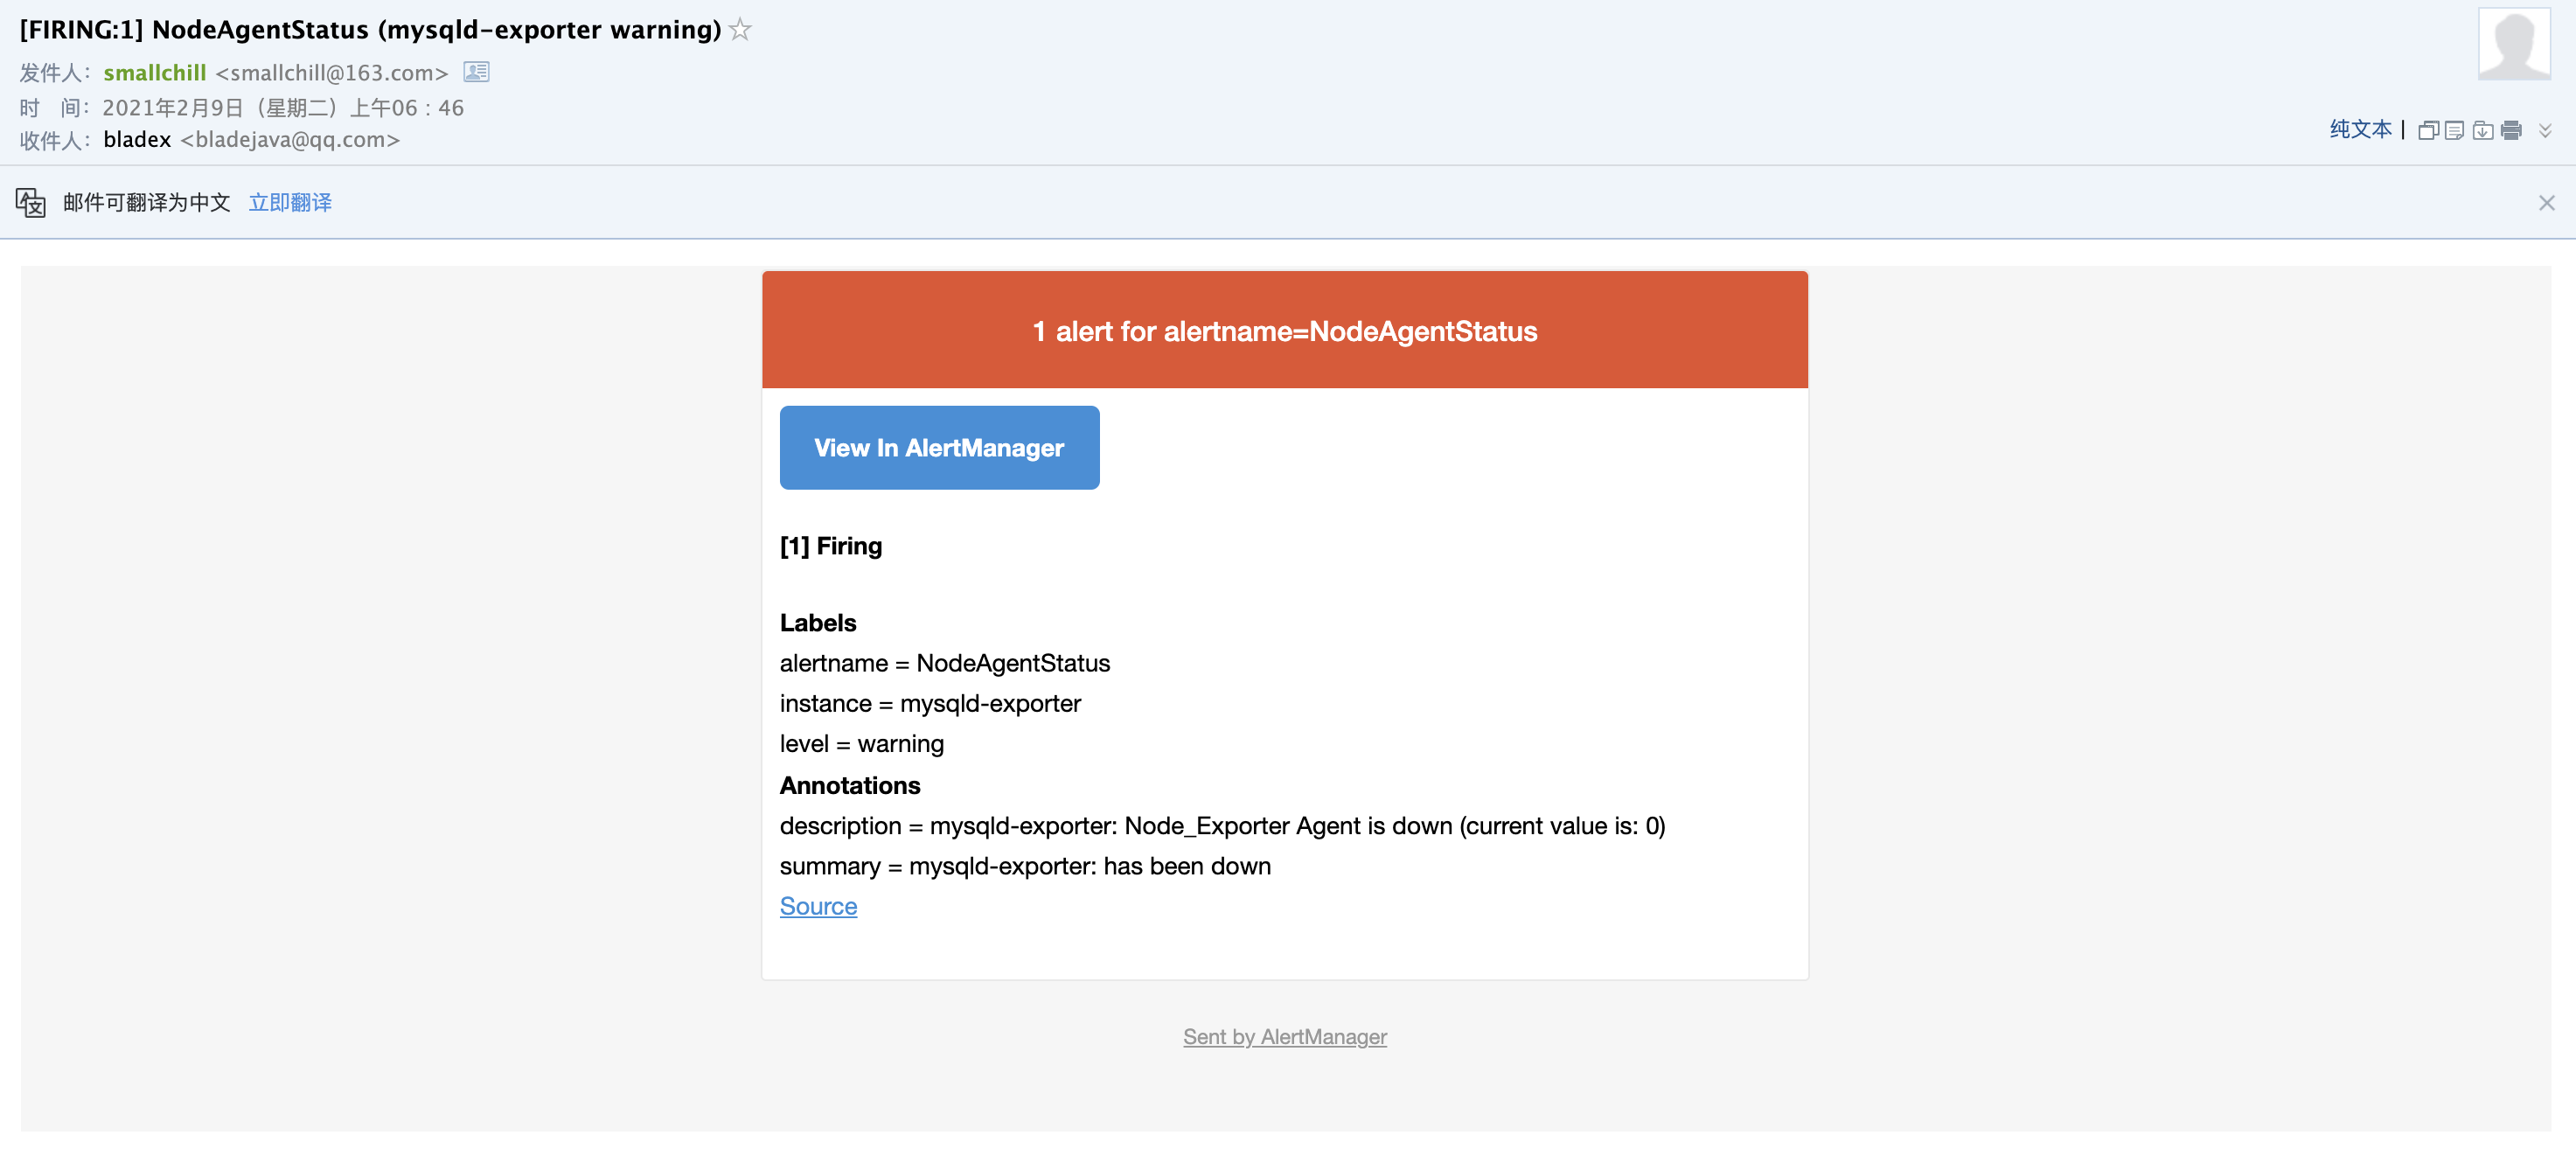 [FIRING:1] NodeAgentStatus (mysqld-exporter warning)
发件人：smallchill <smallchill@163.com>
时　间：2021年2月9日（星期二）上午06：46
收件人：bladex <bladejava@qq.com>
纯文本 |
邮件可翻译为中文 立即翻译
1 alert for alertname=NodeAgentStatus
View In AlertManager
[1] Firing
Labels
alertname = NodeAgentStatus
instance = mysqld-exporter
level = warning
Annotations
description = mysqld-exporter: Node_Exporter Agent is down (current value is: 0)
summary = mysqld-exporter: has been down
Source
Sent by AlertManager